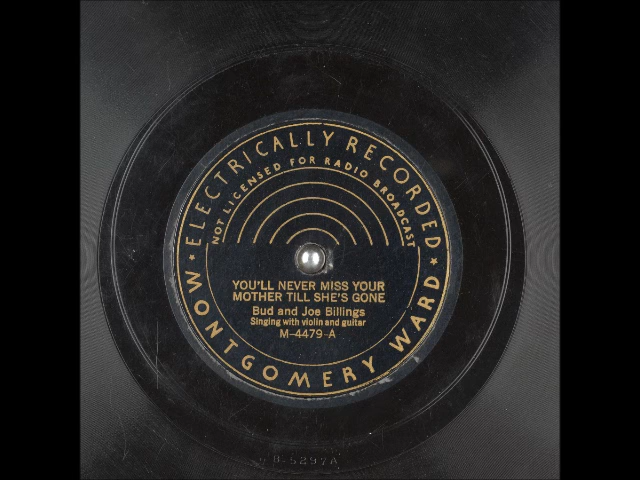 ELECTRICALLY RECORDED
NOT LICENSED FOR RADIO BROADCAST
YOU'LL NEVER MISS YOUR
MOTHER TILL SHE'S GONE
Bud and Joe Billings
Singing with violin and guitar
M-4479-A
★ MONTGOMERY WARD ★
B-5297A